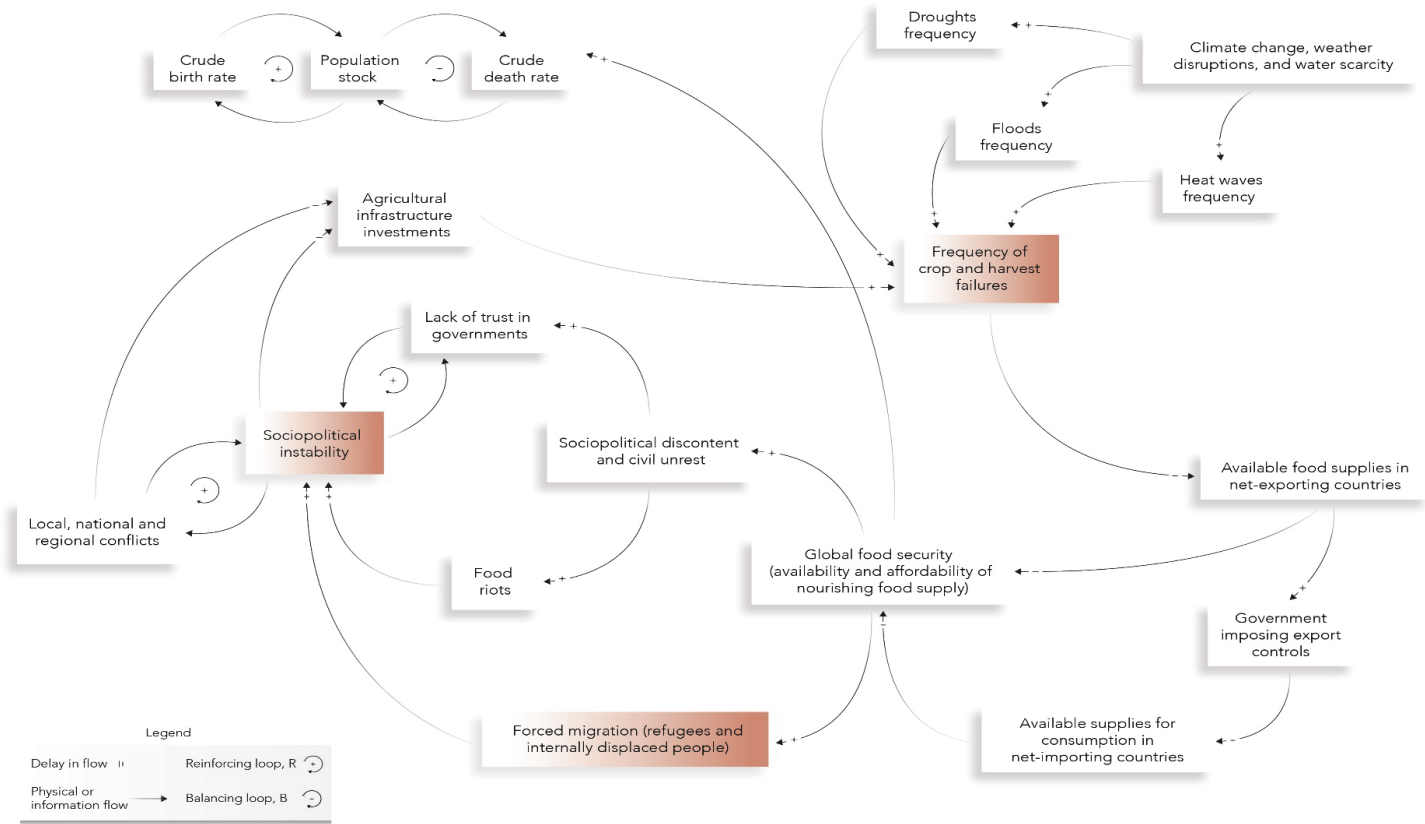 Droughts
frequency
Climate change, weather
disruptions, and water scarcity
Crude
birth rate
+
Population
stock
-
Crude
death rate
+
+
+
Floods
frequency
+
Heat waves
frequency
Agricultural
infrastructure
investments
-
-
+
+
+
+
Frequency of
crop and harvest
failures
Lack of trust in
governments
+
+
Sociopolitical
instability
Sociopolitical discontent
and civil unrest
+
-
Available food supplies in
net-exporting countries
+
+
+
Local, national and
regional conflicts
Food
riots
+
Global food security
(availability and affordability of
nourishing food supply)
-
+
-
Government
imposing export
controls
Forced migration (refugees and
internally displaced people)
+
Available supplies for
consumption in
net-importing countries
-
Legend
Delay in flow
Reinforcing loop, R
+
Physical or
information flow
Balancing loop, B
-